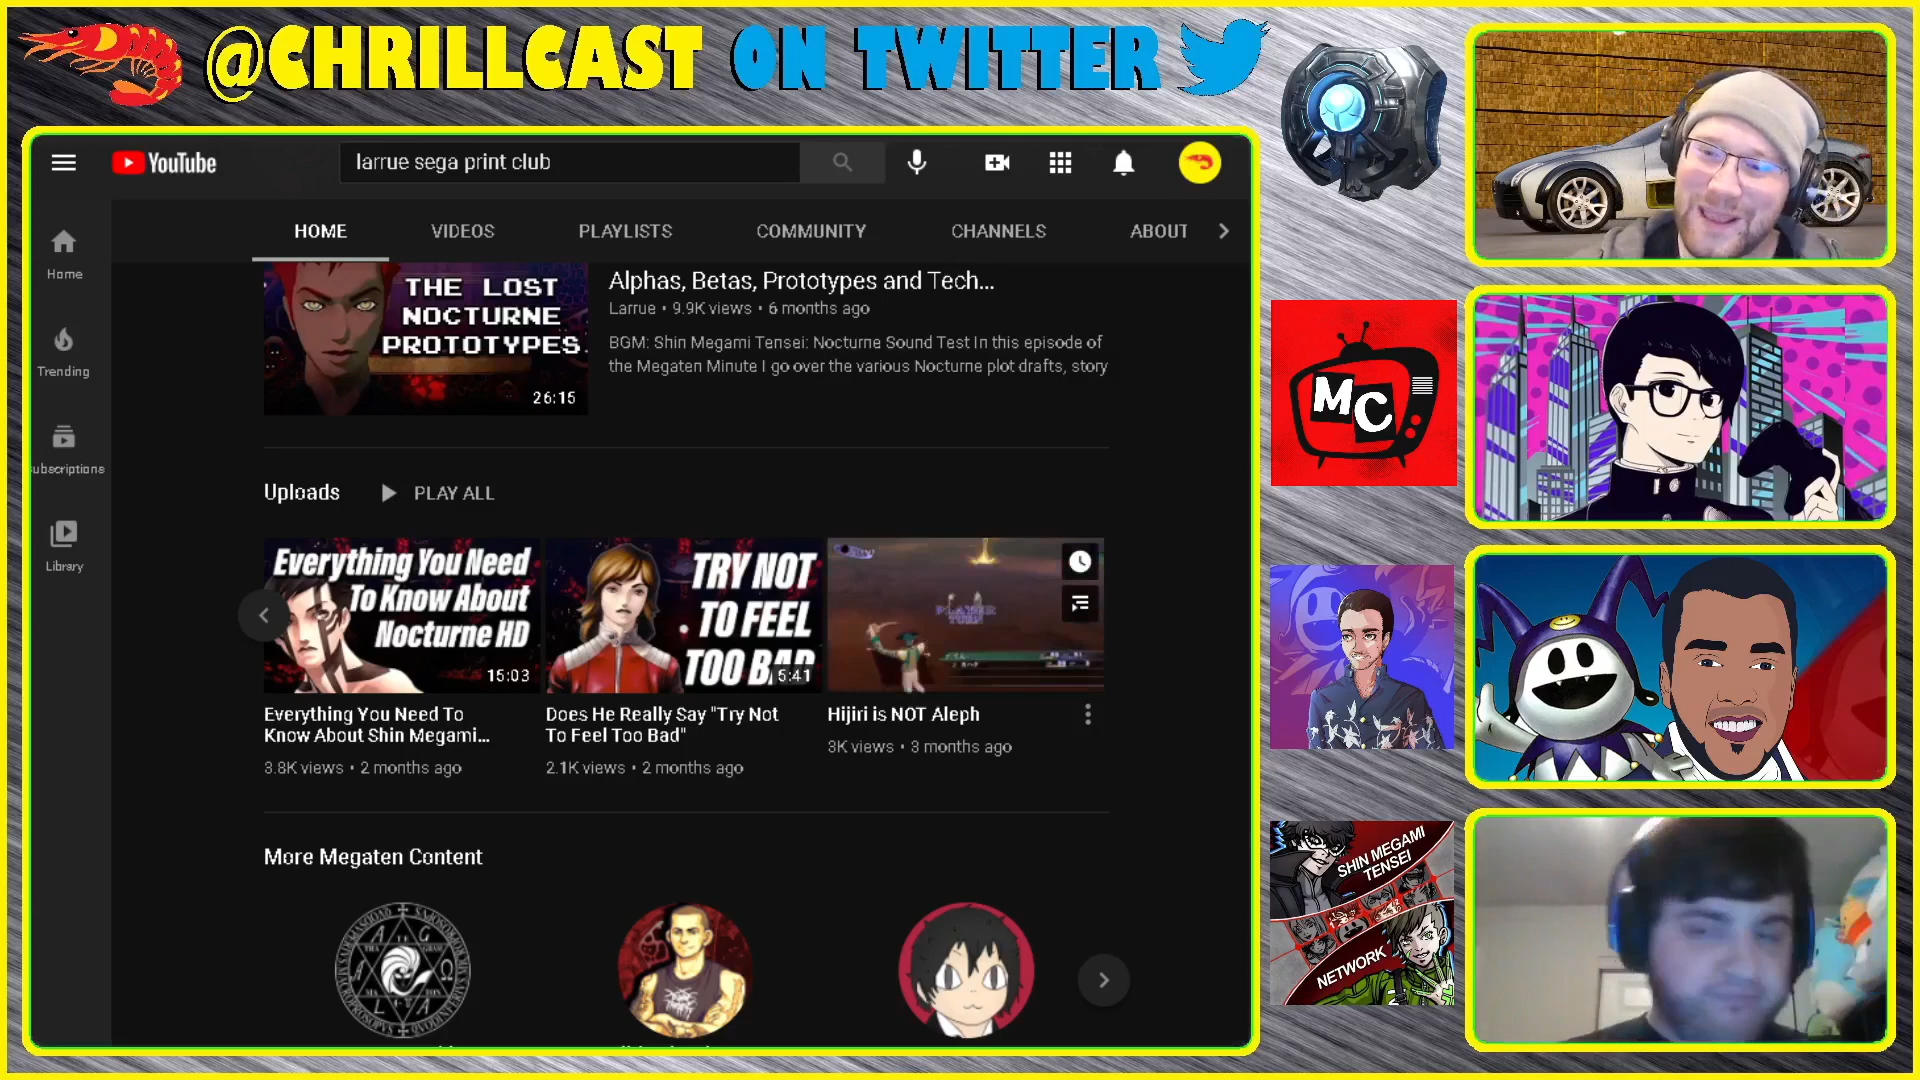 @CHRILLCAST ON TWITTER
YouTube
larrue sega print club
HOME
VIDEOS
PLAYLISTS
COMMUNITY
CHANNELS
ABOUT
Home
Trending
ubscriptions
Library
THE LOST
NOCTURNE
PROTOTYPES
26:15
Alphas, Betas, Prototypes and Tech...
Larrue • 9.9K views • 6 months ago
BGM: Shin Megami Tensei: Nocturne Sound Test In this episode of
the Megaten Minute I go over the various Nocturne plot drafts, story
Uploads
PLAY ALL
Everything You Need
To Know About
Nocturne HD
15:03
TRY NOT
TO FEEL
TOO BAD
5:41
PLAYER
TURN
Everything You Need To
Know About Shin Megami...
3.8K views • 2 months ago
Does He Really Say "Try Not
To Feel Too Bad"
2.1K views • 2 months ago
Hijiri is NOT Aleph
3K views • 3 months ago
More Megaten Content
MC
SHIN MEGAMI
TENSEI
NETWORK